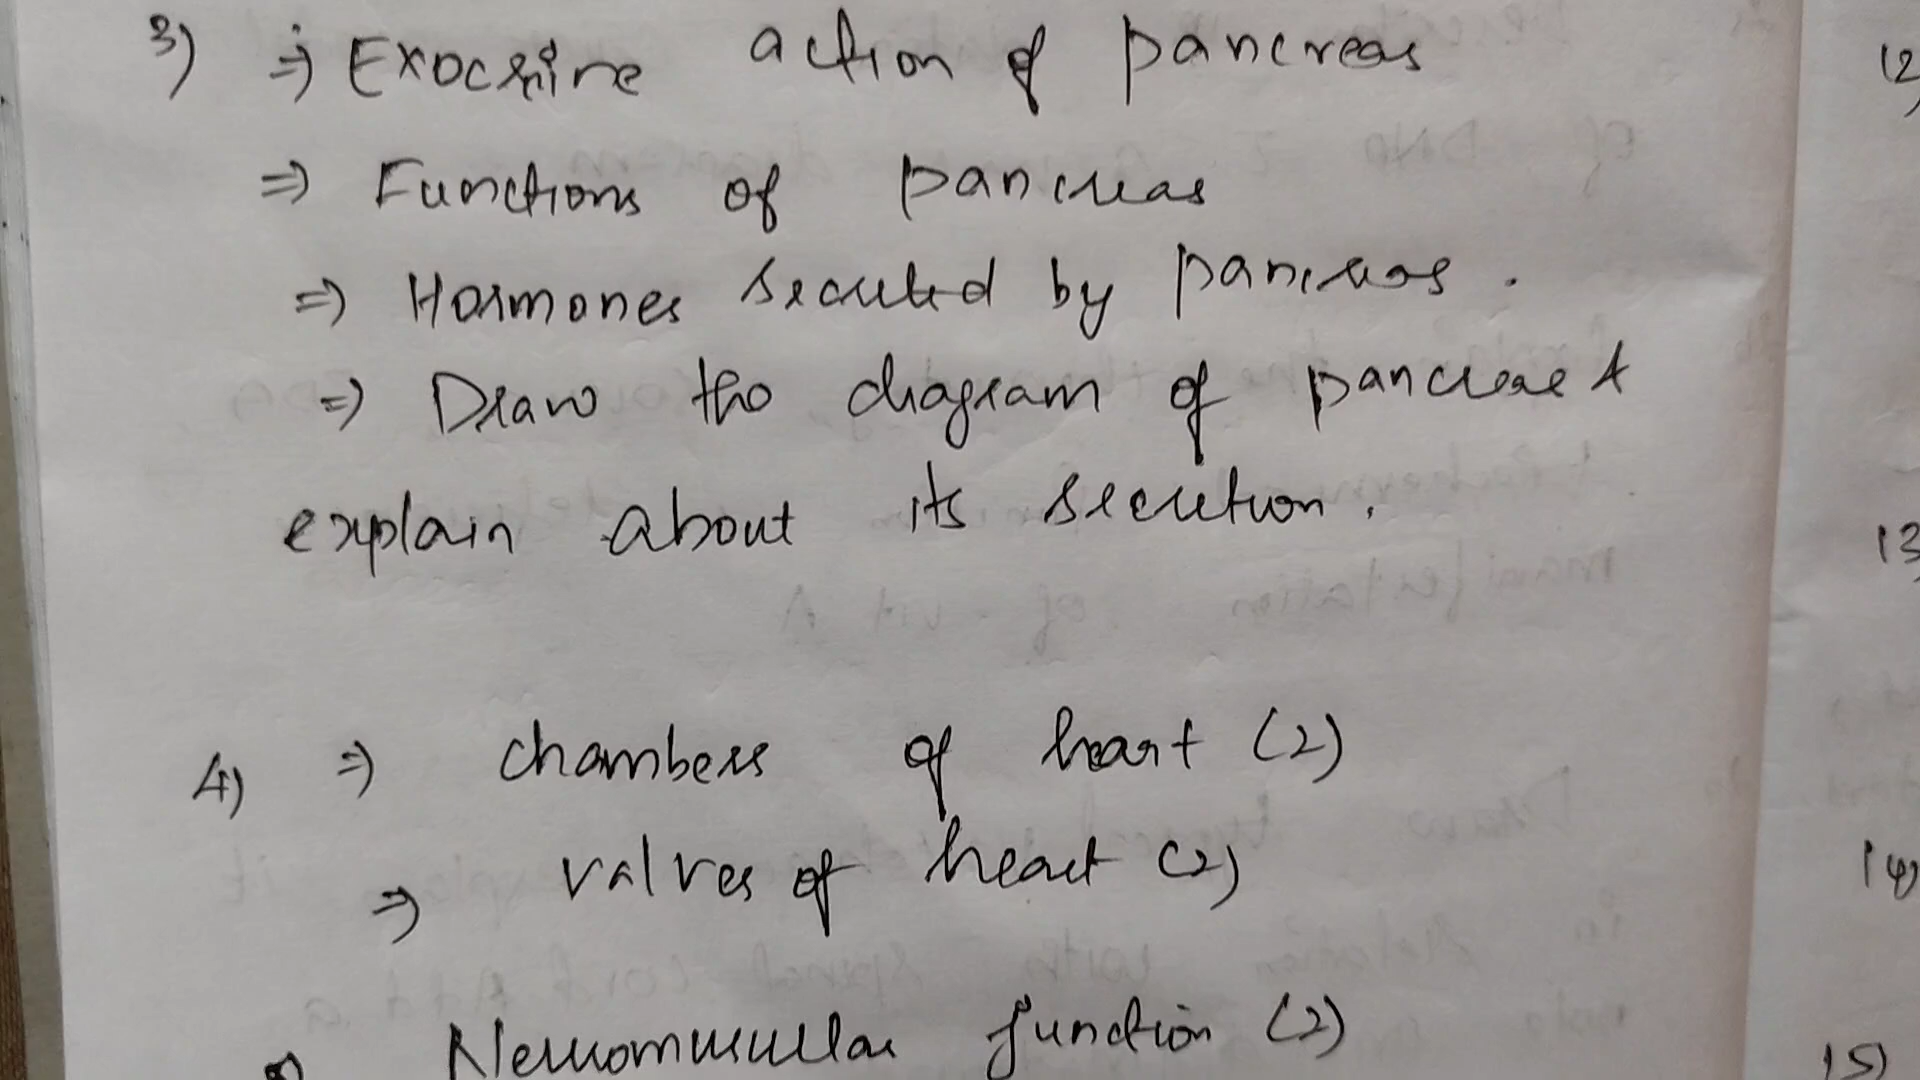 3) ⇒ Exocrine action of pancreas
⇒ Functions of pancreas
⇒ Hormones secreted by pancreas.
⇒ Draw the diagram of pancreas &
explain about its secretion.
4) ⇒ chambers of heart (2)
⇒ valves of heart (2)
Neuromuscular function (2)
12)
13)
14)
15)